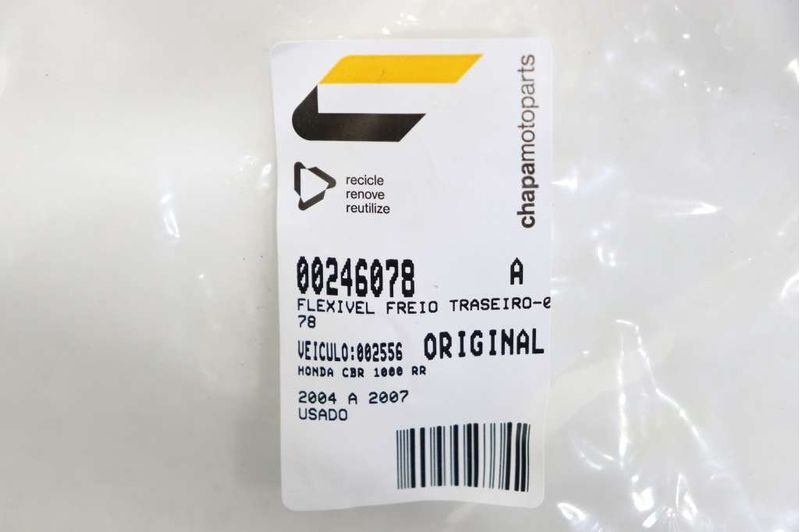 chapamotoparts
recicle
renove
reutilize
00246078 A
FLEXIVEL FREIO TRASEIRO-0
78
VEICULO:002556 ORIGINAL
HONDA CBR 1000 RR
2004 A 2007
USADO